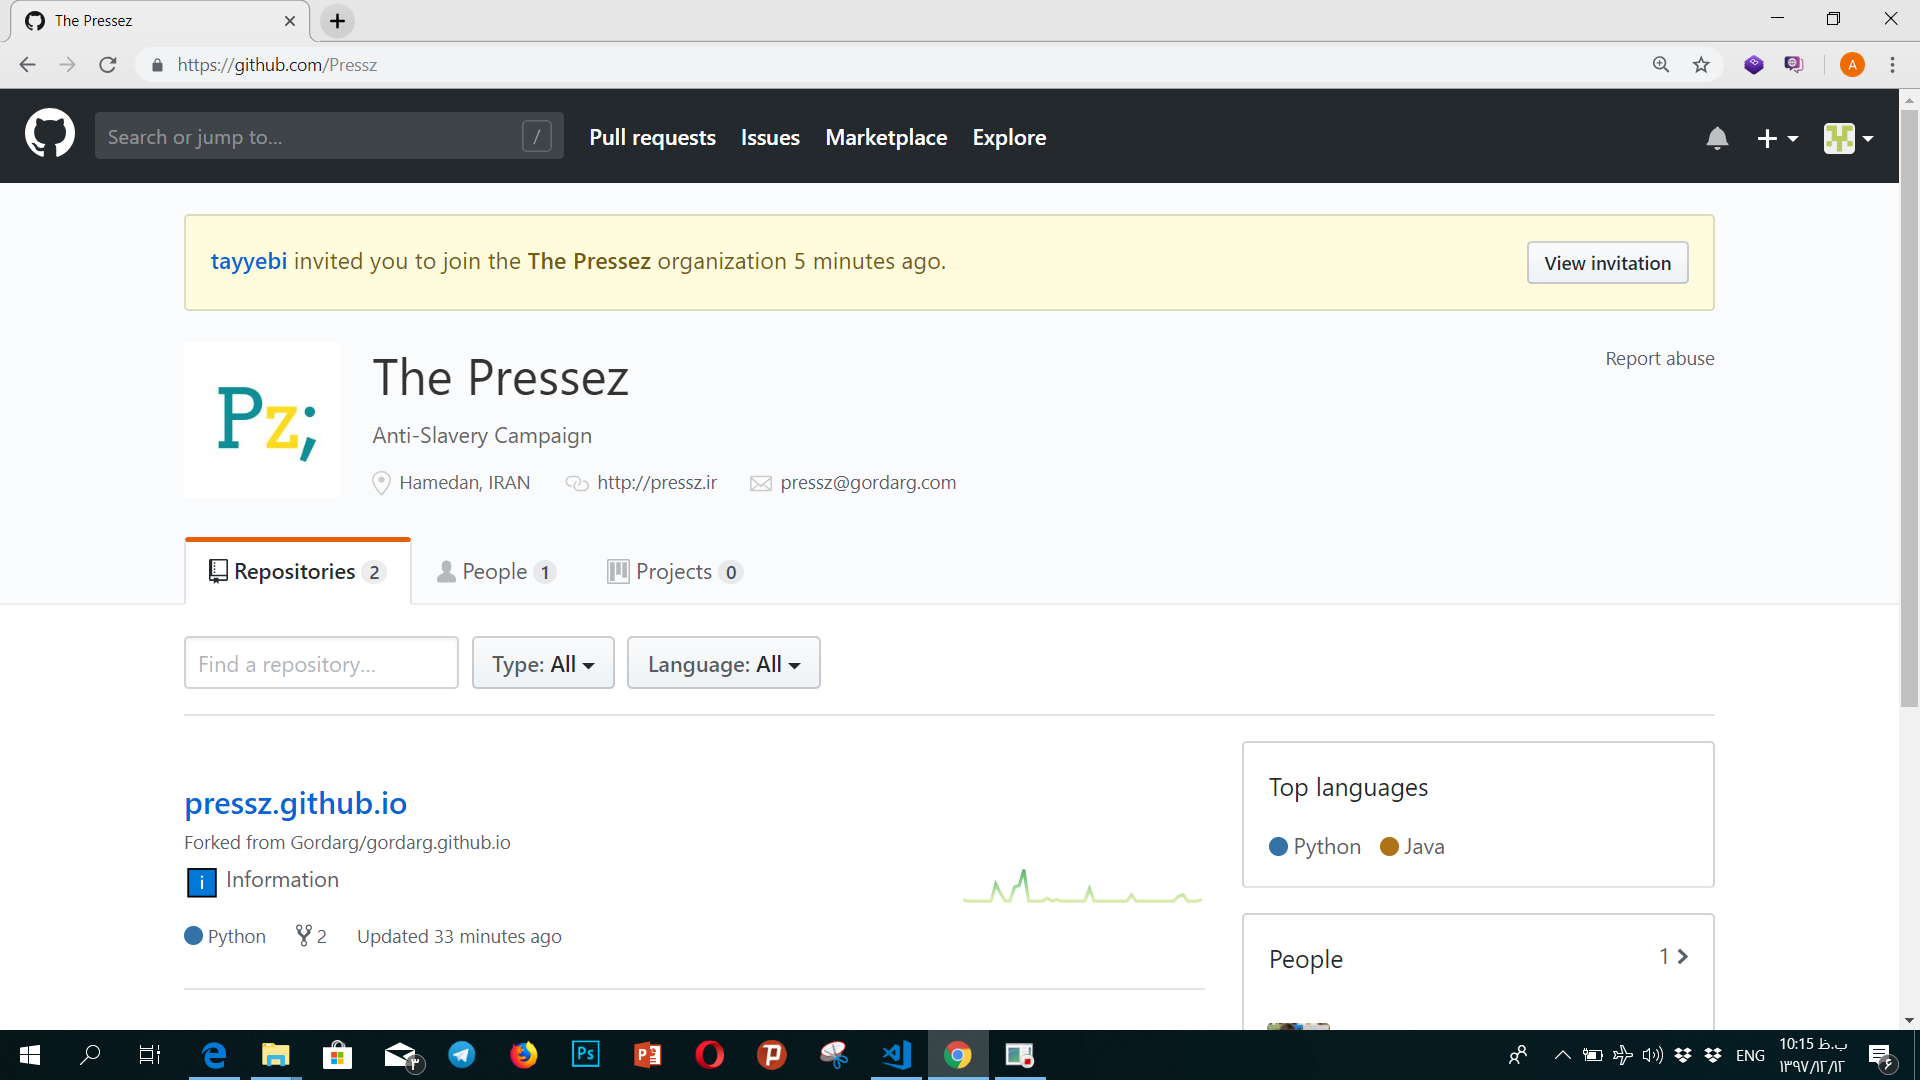 The Pressez
https://github.com/Pressz
A
Search or jump to...
/
Pull requests
Issues
Marketplace
Explore
tayyebi invited you to join the The Pressez organization 5 minutes ago.
View invitation
Pz;
The Pressez
Report abuse
Anti-Slavery Campaign
Hamedan, IRAN
http://pressz.ir
pressz@gordarg.com
Repositories 2
People 1
Projects 0
Find a repository...
Type: All
Language: All
Top languages
Python
Java
pressz.github.io
Forked from Gordarg/gordarg.github.io
i Information
Python
2
Updated 33 minutes ago
People
1
۳
Ps
ENG
10:15 ب.ظ
۱۳۹۷/۱۲/۱۲
۶